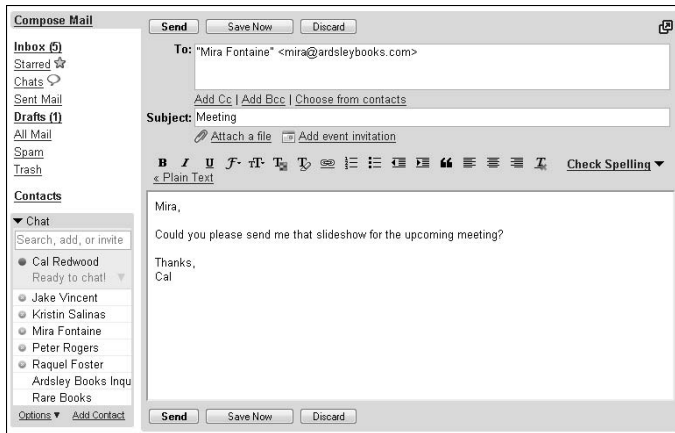 Compose Mail
Inbox (5)
Starred
Chats
Sent Mail
Drafts (1)
All Mail
Spam
Trash
Contacts
Chat
Search, add, or invite
Cal Redwood
Ready to chat!
Jake Vincent
Kristin Salinas
Mira Fontaine
Peter Rogers
Raquel Foster
Ardsley Books Inqu
Rare Books
Options ▼ Add Contact
Send Save Now Discard
To: "Mira Fontaine" <mira@ardsleybooks.com>
Add Cc | Add Bcc | Choose from contacts
Subject: Meeting
Attach a file Add event invitation
B I U F T T T Check Spelling ▼
« Plain Text
Mira,
Could you please send me that slideshow for the upcoming meeting?
Thanks,
Cal
Send Save Now Discard